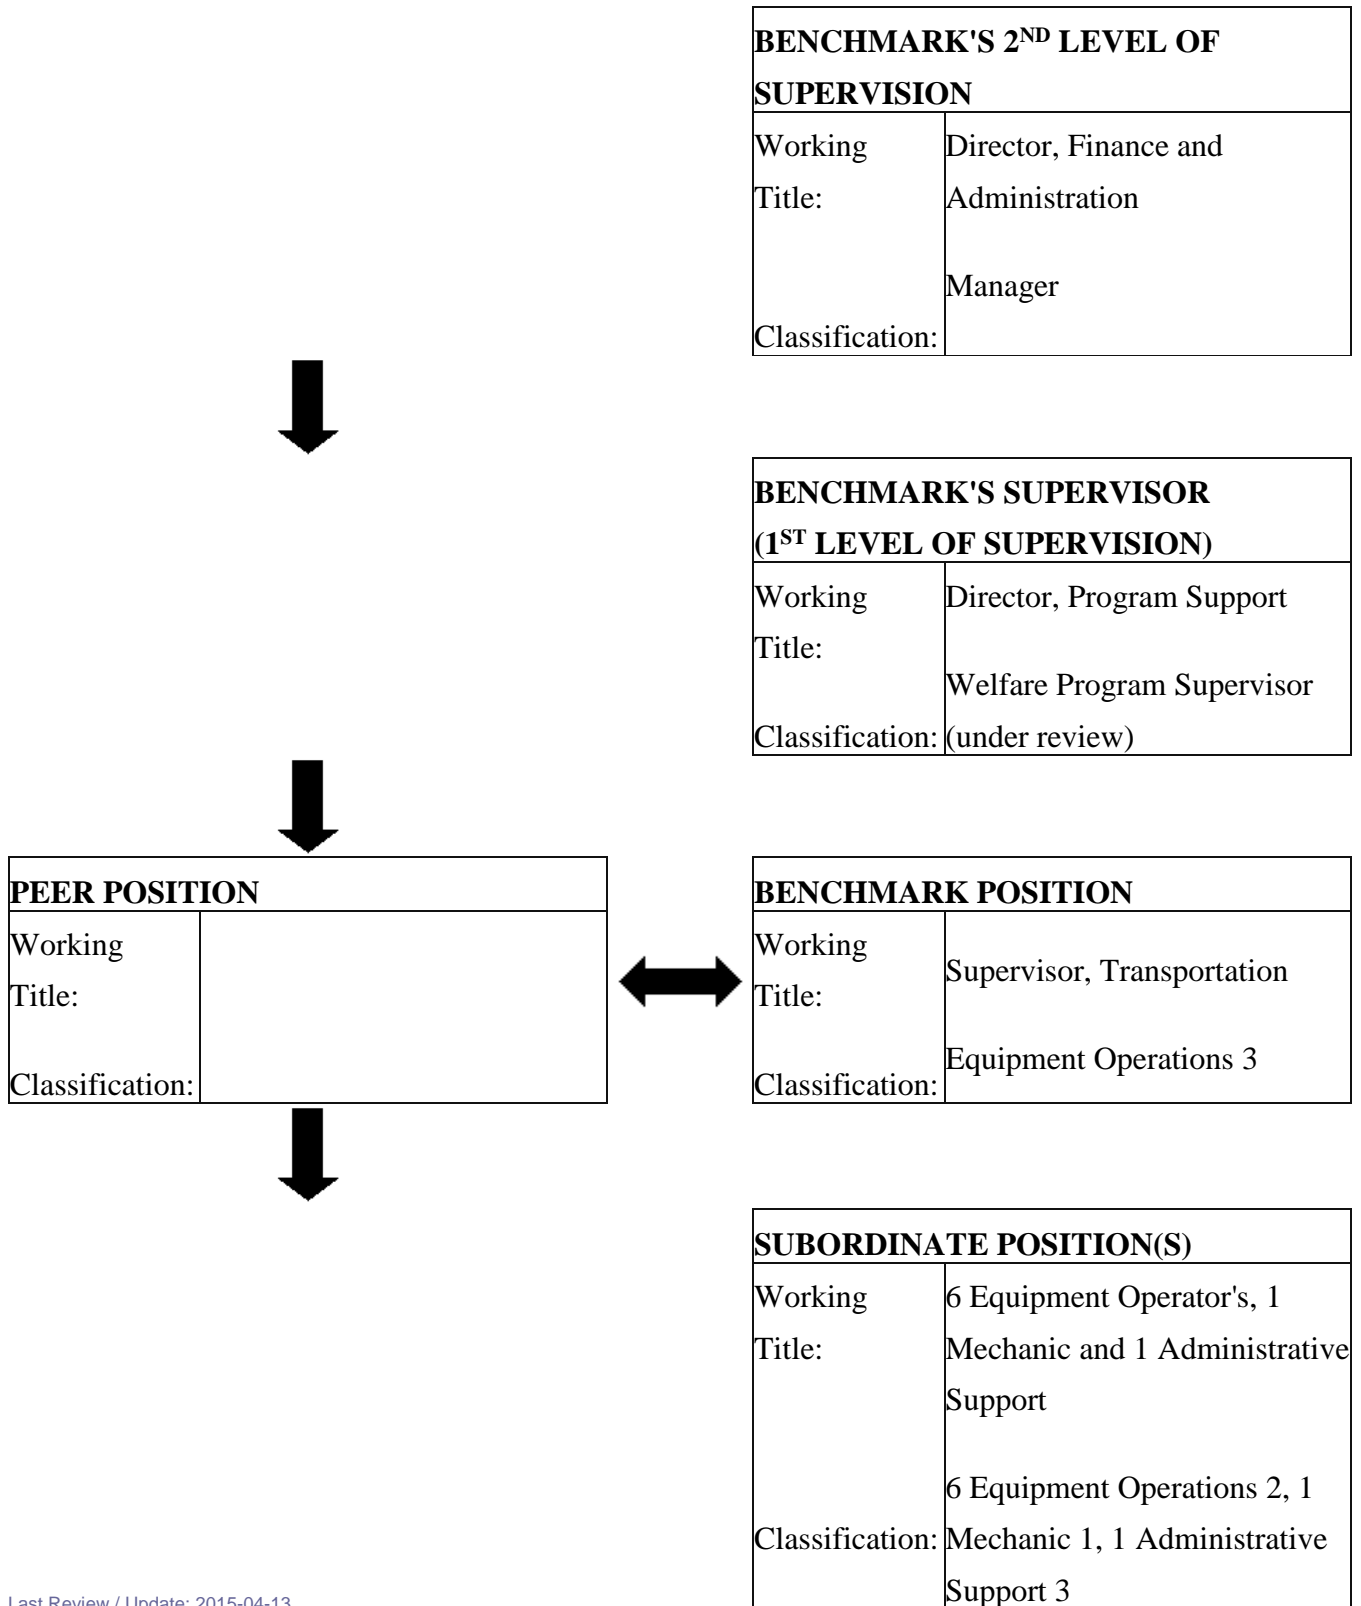 BENCHMARK'S 2ND LEVEL OF
SUPERVISION
Working
Title:
Classification:
Director, Finance and
Administration
Manager
BENCHMARK'S SUPERVISOR
(1ST LEVEL OF SUPERVISION)
Working
Title:
Classification:
Director, Program Support
Welfare Program Supervisor
(under review)
PEER POSITION
Working
Title:
Classification:
BENCHMARK POSITION
Working
Title:
Classification:
Supervisor, Transportation
Equipment Operations 3
SUBORDINATE POSITION(S)
Working
Title:
Classification:
6 Equipment Operator's, 1
Mechanic and 1 Administrative
Support
6 Equipment Operations 2, 1
Mechanic 1, 1 Administrative
Support 3
Last Review / Update: 2015-04-13